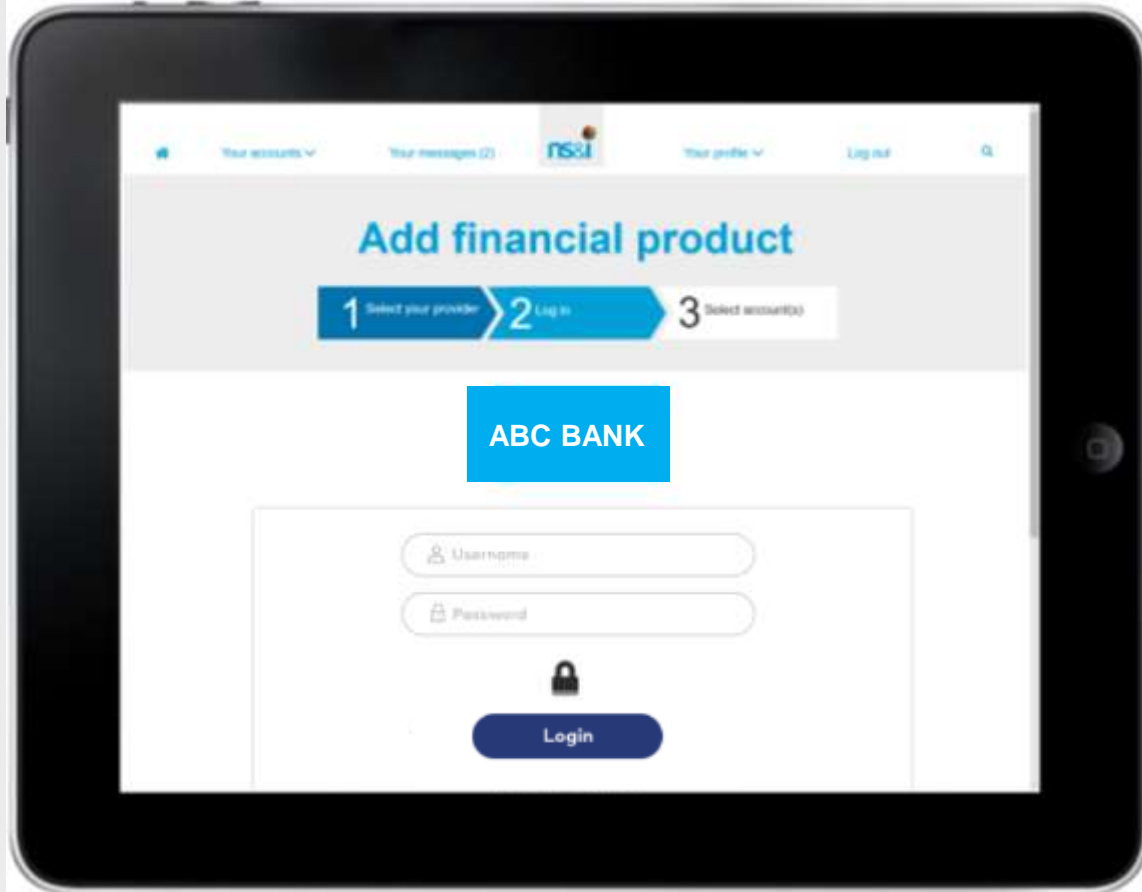 Your accounts
Your messages (2)
ns&i
Your profile
Log out
Add financial product
1 Select your provider
2 Log in
3 Select account(s)
ABC BANK
Username
Password
Login